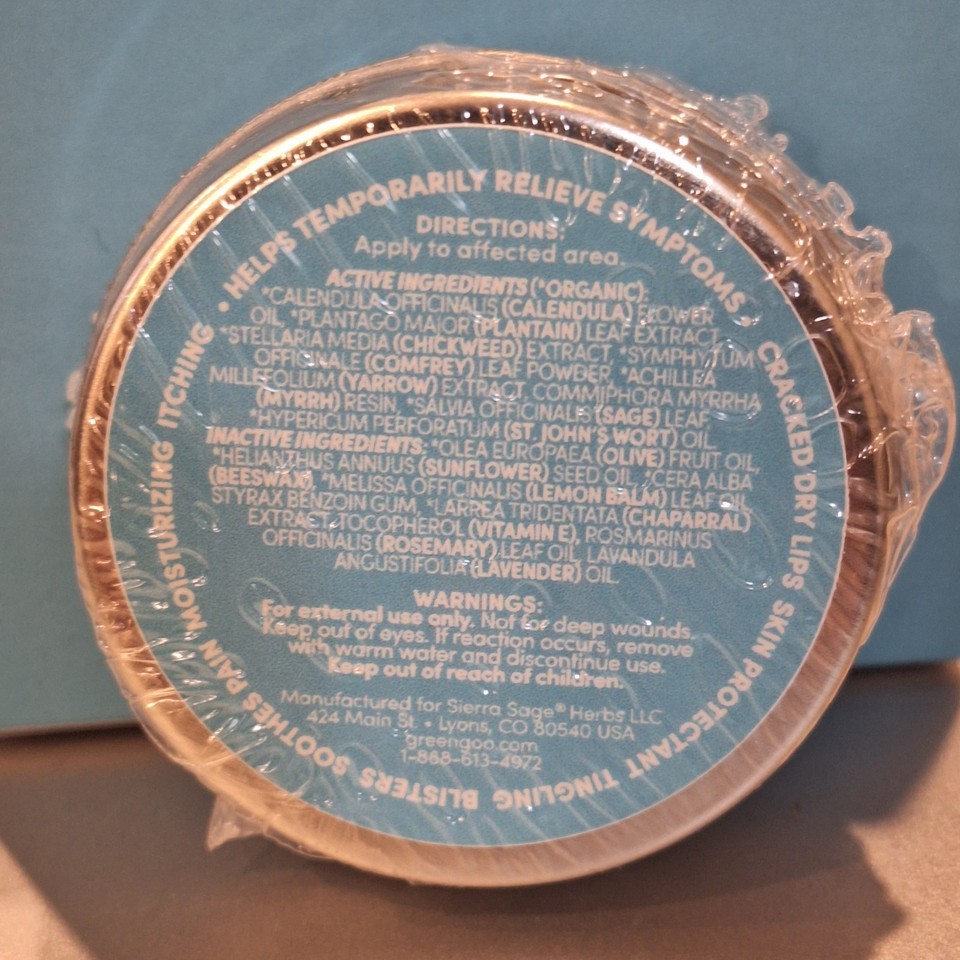 • HELPS TEMPORARILY RELIEVE SYMPTOMS •
CRACKED DRY LIPS SKIN PROTECTANT TINGLING BLISTERS SOOTHES PAIN MOISTURIZING ITCHING
DIRECTIONS:
Apply to affected area.
ACTIVE INGREDIENTS (*ORGANIC):
*CALENDULA OFFICINALIS (CALENDULA) FLOWER
OIL, *PLANTAGO MAJOR (PLANTAIN) LEAF EXTRACT,
*STELLARIA MEDIA (CHICKWEED) EXTRACT, *SYMPHYTUM
OFFICINALE (COMFREY) LEAF POWDER, *ACHILLEA
MILLEFOLIUM (YARROW) EXTRACT, COMMIPHORA MYRRHA
(MYRRH) RESIN, *SALVIA OFFICINALIS (SAGE) LEAF
*HYPERICUM PERFORATUM (ST. JOHN'S WORT) OIL.
INACTIVE INGREDIENTS: *OLEA EUROPAEA (OLIVE) FRUIT OIL,
*HELIANTHUS ANNUUS (SUNFLOWER) SEED OIL, *CERA ALBA
(BEESWAX), *MELISSA OFFICINALIS (LEMON BALM) LEAF OIL,
STYRAX BENZOIN GUM, *LARREA TRIDENTATA (CHAPARRAL)
EXTRACT, TOCOPHEROL (VITAMIN E), ROSMARINUS
OFFICINALIS (ROSEMARY) LEAF OIL, LAVANDULA
ANGUSTIFOLIA (LAVENDER) OIL.
WARNINGS:
For external use only. Not for deep wounds.
Keep out of eyes. If reaction occurs, remove
with warm water and discontinue use.
Keep out of reach of children.
Manufactured for Sierra Sage® Herbs LLC
424 Main St. • Lyons, CO 80540 USA
greengoo.com
1-888-613-4972